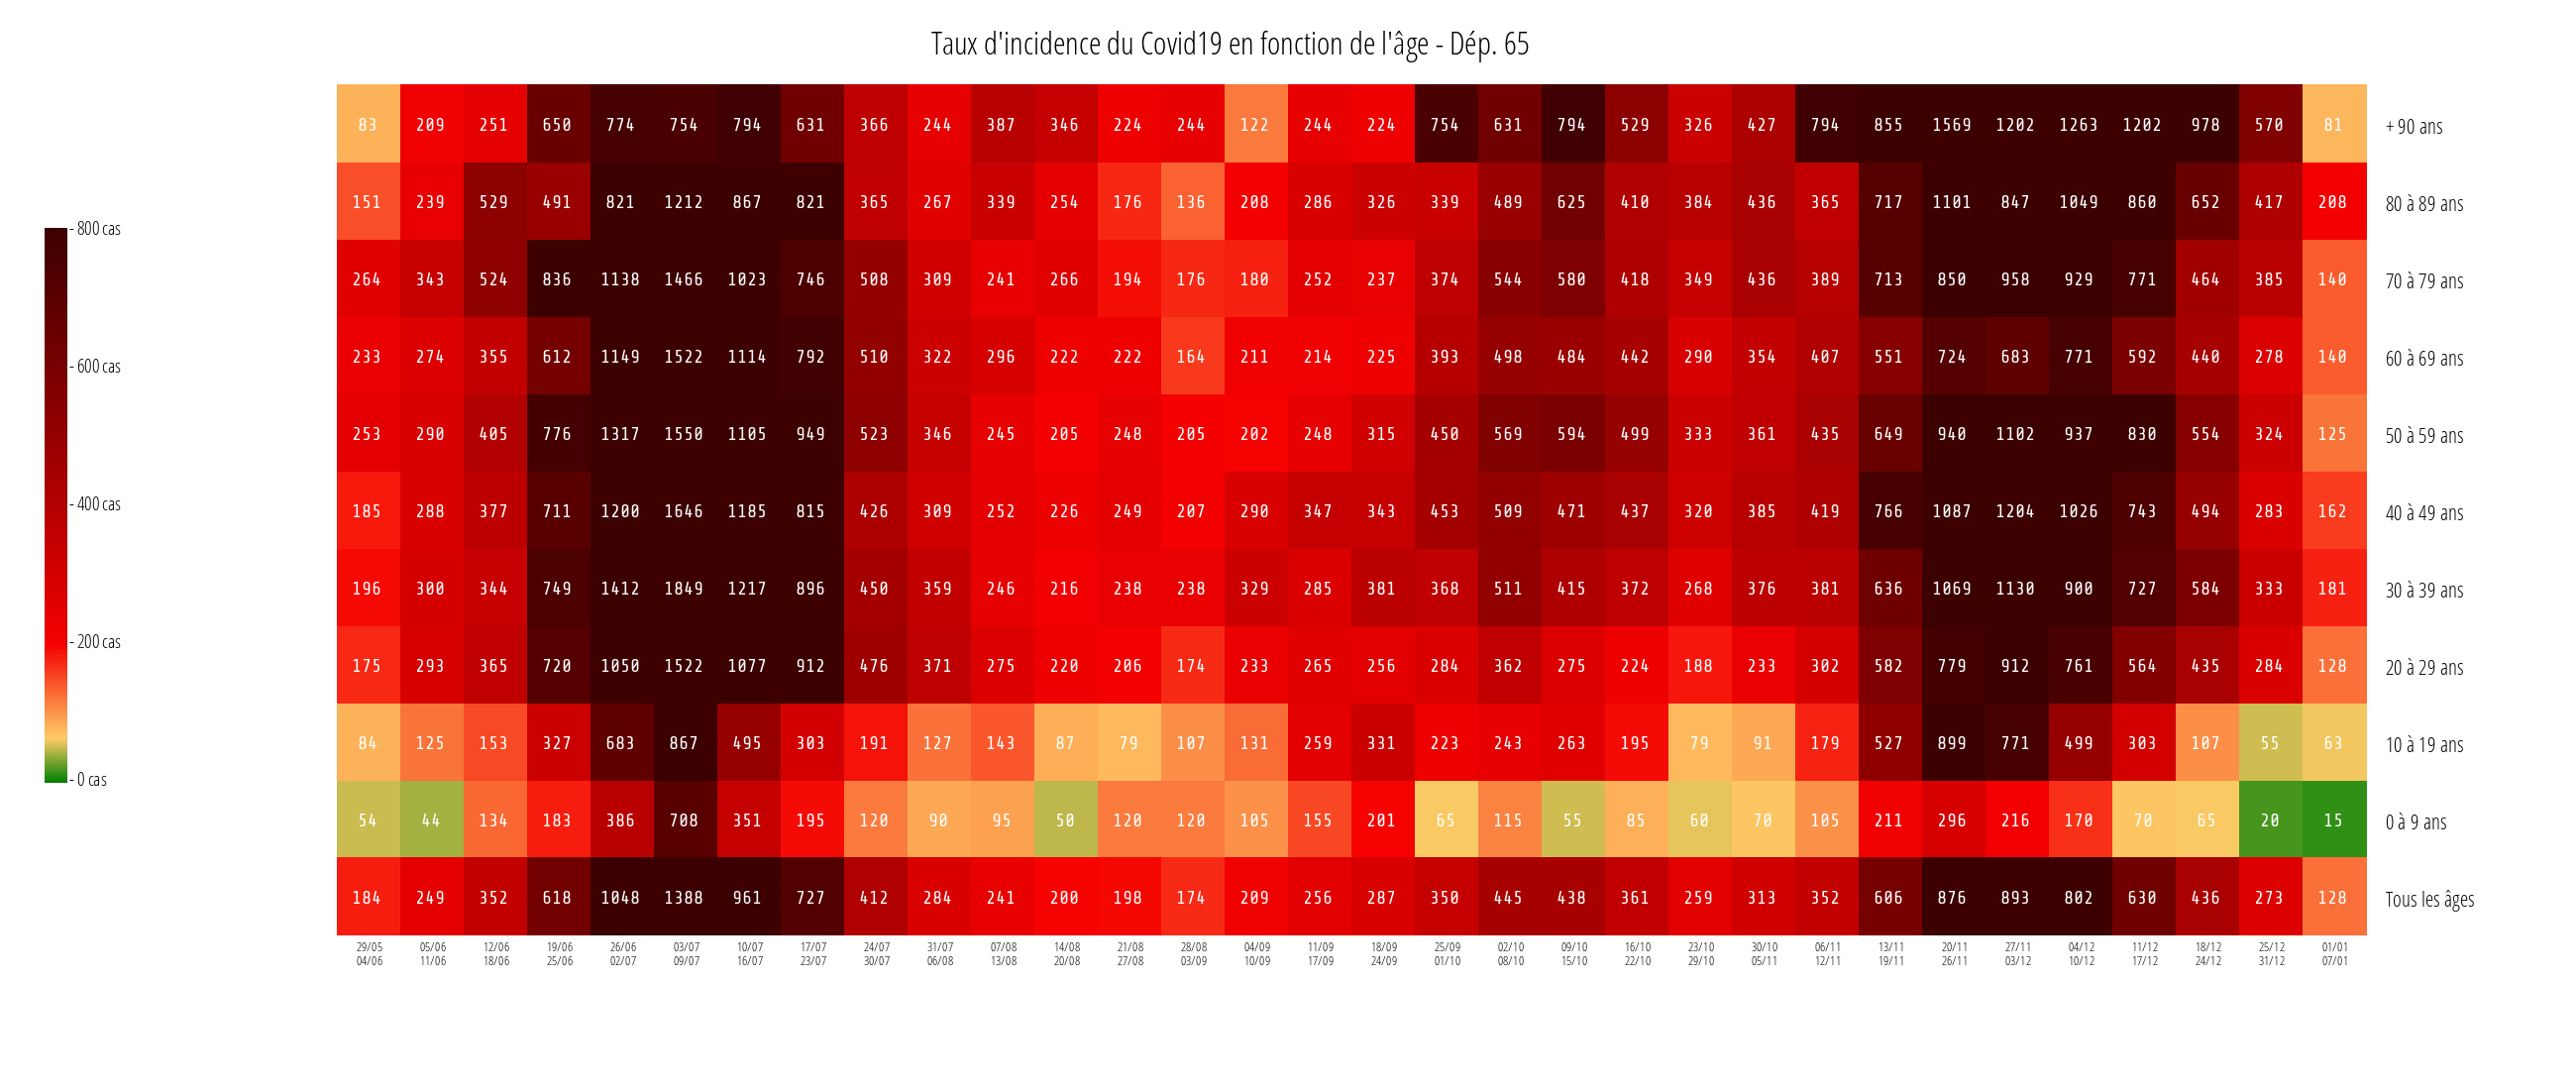 Taux d'incidence du Covid19 en fonction de l'âge - Dép. 65
- 800 cas
- 600 cas
- 400 cas
- 200 cas
- 0 cas
83 209 251 650 774 754 794 631 366 244 387 346 224 244 122 244 224 754 631 794 529 326 427 794 855 1569 1202 1263 1202 978 570 81 + 90 ans
151 239 529 491 821 1212 867 821 365 267 339 254 176 136 208 286 326 339 489 625 410 384 436 365 717 1101 847 1049 860 652 417 208 80 à 89 ans
264 343 524 836 1138 1466 1023 746 508 309 241 266 194 176 180 252 237 374 544 580 418 349 436 389 713 850 958 929 771 464 385 140 70 à 79 ans
233 274 355 612 1149 1522 1114 792 510 322 296 222 222 164 211 214 225 393 498 484 442 290 354 407 551 724 683 771 592 440 278 140 60 à 69 ans
253 290 405 776 1317 1550 1105 949 523 346 245 205 248 205 202 248 315 450 569 594 499 333 361 435 649 940 1102 937 830 554 324 125 50 à 59 ans
185 288 377 711 1200 1646 1185 815 426 309 252 226 249 207 290 347 343 453 509 471 437 320 385 419 766 1087 1204 1026 743 494 283 162 40 à 49 ans
196 300 344 749 1412 1849 1217 896 450 359 246 216 238 238 329 285 381 368 511 415 372 268 376 381 636 1069 1130 900 727 584 333 181 30 à 39 ans
175 293 365 720 1050 1522 1077 912 476 371 275 220 206 174 233 265 256 284 362 275 224 188 233 302 582 779 912 761 564 435 284 128 20 à 29 ans
84 125 153 327 683 867 495 303 191 127 143 87 79 107 131 259 331 223 243 263 195 79 91 179 527 899 771 499 303 107 55 63 10 à 19 ans
54 44 134 183 386 708 351 195 120 90 95 50 120 120 105 155 201 65 115 55 85 60 70 105 211 296 216 170 70 65 20 15 0 à 9 ans
184 249 352 618 1048 1388 961 727 412 284 241 200 198 174 209 256 287 350 445 438 361 259 313 352 606 876 893 802 630 436 273 128 Tous les âges
29/05 05/06 12/06 19/06 26/06 03/07 10/07 17/07 24/07 31/07 07/08 14/08 21/08 28/08 04/09 11/09 18/09 25/09 02/10 09/10 16/10 23/10 30/10 06/11 13/11 20/11 27/11 04/12 11/12 18/12 25/12 01/01
04/06 11/06 18/06 25/06 02/07 09/07 16/07 23/07 30/07 06/08 13/08 20/08 27/08 03/09 10/09 17/09 24/09 01/10 08/10 15/10 22/10 29/10 05/11 12/11 19/11 26/11 03/12 10/12 17/12 24/12 31/12 07/01